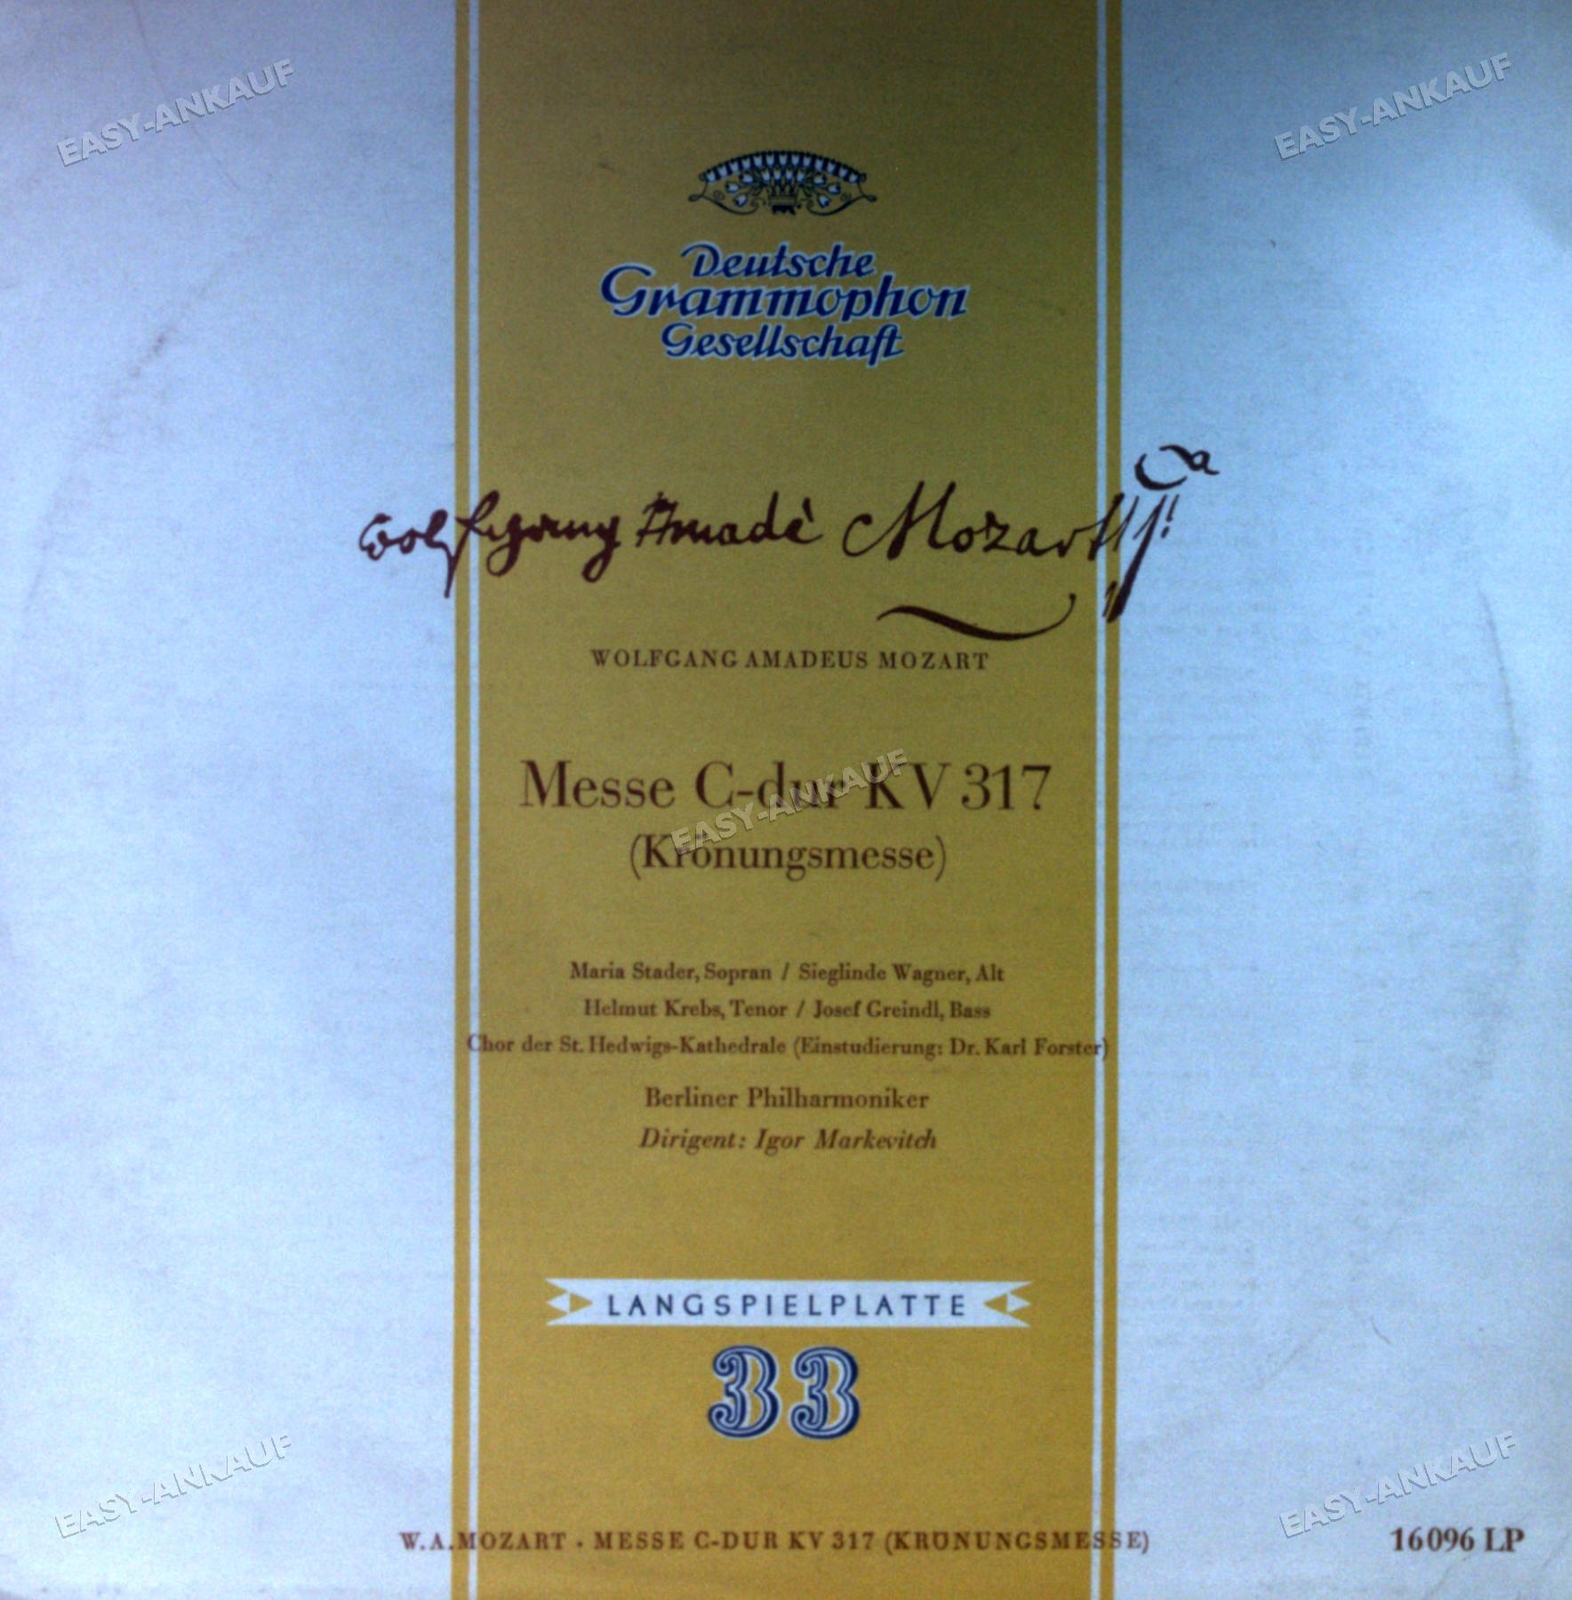 EASY-ANKAUF
EASY-ANKAUF
Deutsche
Grammophon
Gesellschaft
Wolfgang Amadè Mozart
WOLFGANG AMADEUS MOZART
Messe C-dur KV 317
EASY-ANKAUF
(Krönungsmesse)
Maria Stader, Sopran / Sieglinde Wagner, Alt
Helmut Krebs, Tenor / Josef Greindl, Bass
Chor der St. Hedwigs-Kathedrale (Einstudierung: Dr. Karl Forster)
Berliner Philharmoniker
Dirigent: Igor Markevitch
LANGSPIELPLATTE
33
EASY-ANKAUF
EASY-ANKAUF
W. A. MOZART · MESSE C-DUR KV 317 (KRÖNUNGSMESSE)
16096 LP